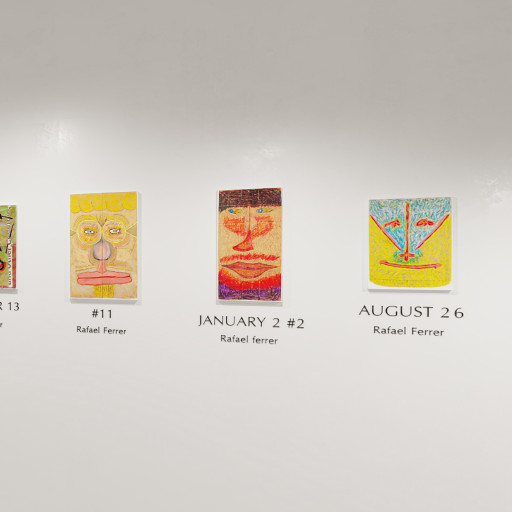 R 13
r
#11
Rafael Ferrer
JANUARY 2 #2
Rafael ferrer
AUGUST 26
Rafael Ferrer